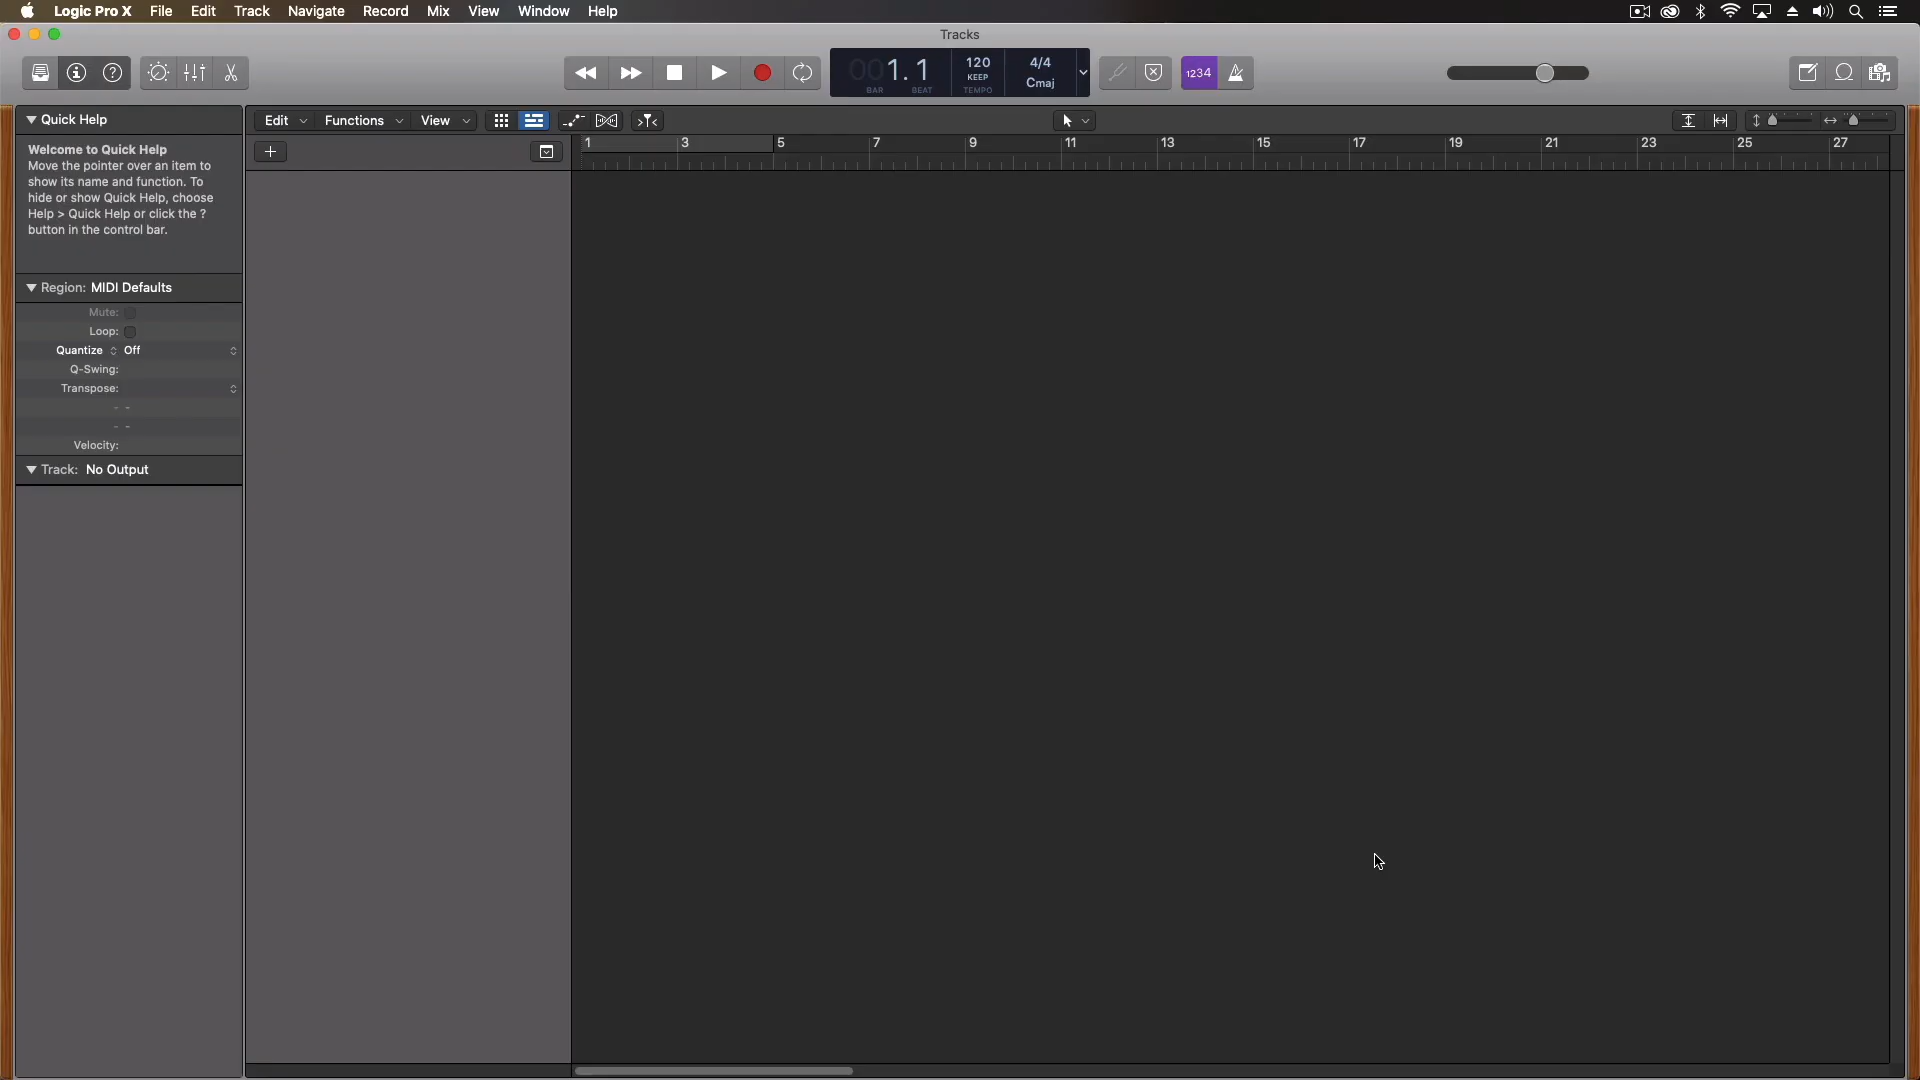 Logic Pro X File Edit Track Navigate Record Mix View Window Help
Tracks
001.1 120 4/4
KEEP Cmaj
BAR BEAT TEMPO
1234
Quick Help
Welcome to Quick Help
Move the pointer over an item to
show its name and function. To
hide or show Quick Help, choose
Help > Quick Help or click the ?
button in the control bar.
Region: MIDI Defaults
Mute:
Loop:
Quantize Off
Q-Swing:
Transpose:
- -
- -
Velocity:
Track: No Output
Edit Functions View
1 3 5 7 9 11 13 15 17 19 21 23 25 27